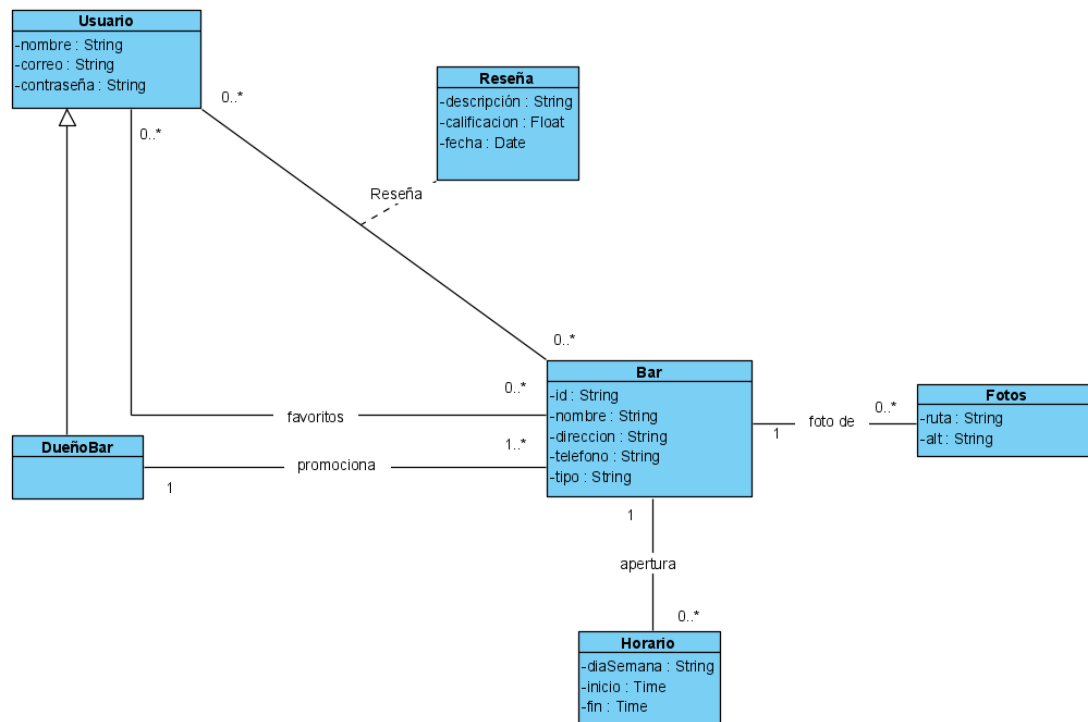 Usuario
-nombre : String
-correo : String
-contraseña : String
0..*
0..*
Reseña
-descripción : String
-calificacion : Float
-fecha : Date
Reseña
0..*
0..*
favoritos
DueñoBar
1
promociona
1..*
Bar
-id : String
-nombre : String
-direccion : String
-telefono : String
-tipo : String
1
foto de
0..*
Fotos
-ruta : String
-alt : String
1
apertura
0..*
Horario
-diaSemana : String
-inicio : Time
-fin : Time